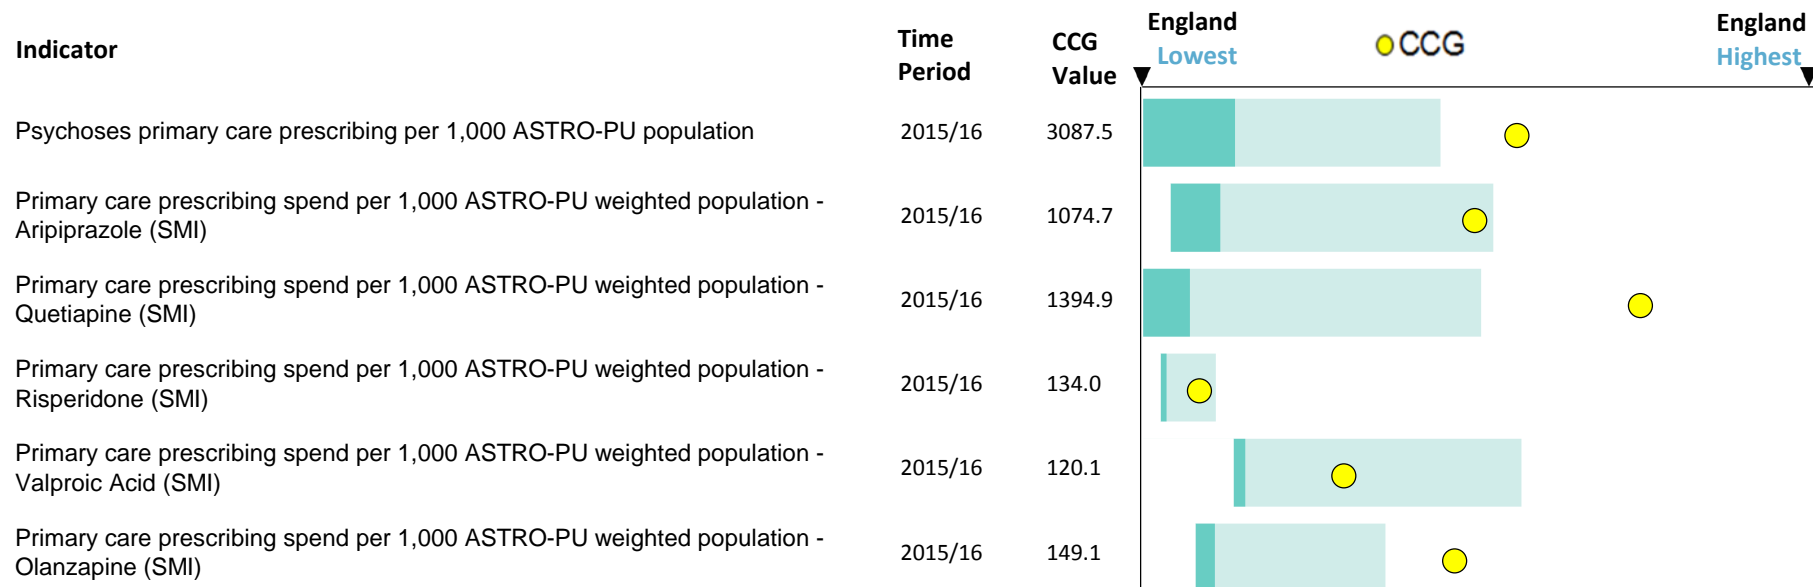 Indicator
Time Period
CCG Value
England Lowest
CCG
England Highest
Psychoses primary care prescribing per 1,000 ASTRO-PU population 2015/16 3087.5
Primary care prescribing spend per 1,000 ASTRO-PU weighted population -
Aripiprazole (SMI) 2015/16 1074.7
Primary care prescribing spend per 1,000 ASTRO-PU weighted population -
Quetiapine (SMI) 2015/16 1394.9
Primary care prescribing spend per 1,000 ASTRO-PU weighted population -
Risperidone (SMI) 2015/16 134.0
Primary care prescribing spend per 1,000 ASTRO-PU weighted population -
Valproic Acid (SMI) 2015/16 120.1
Primary care prescribing spend per 1,000 ASTRO-PU weighted population -
Olanzapine (SMI) 2015/16 149.1